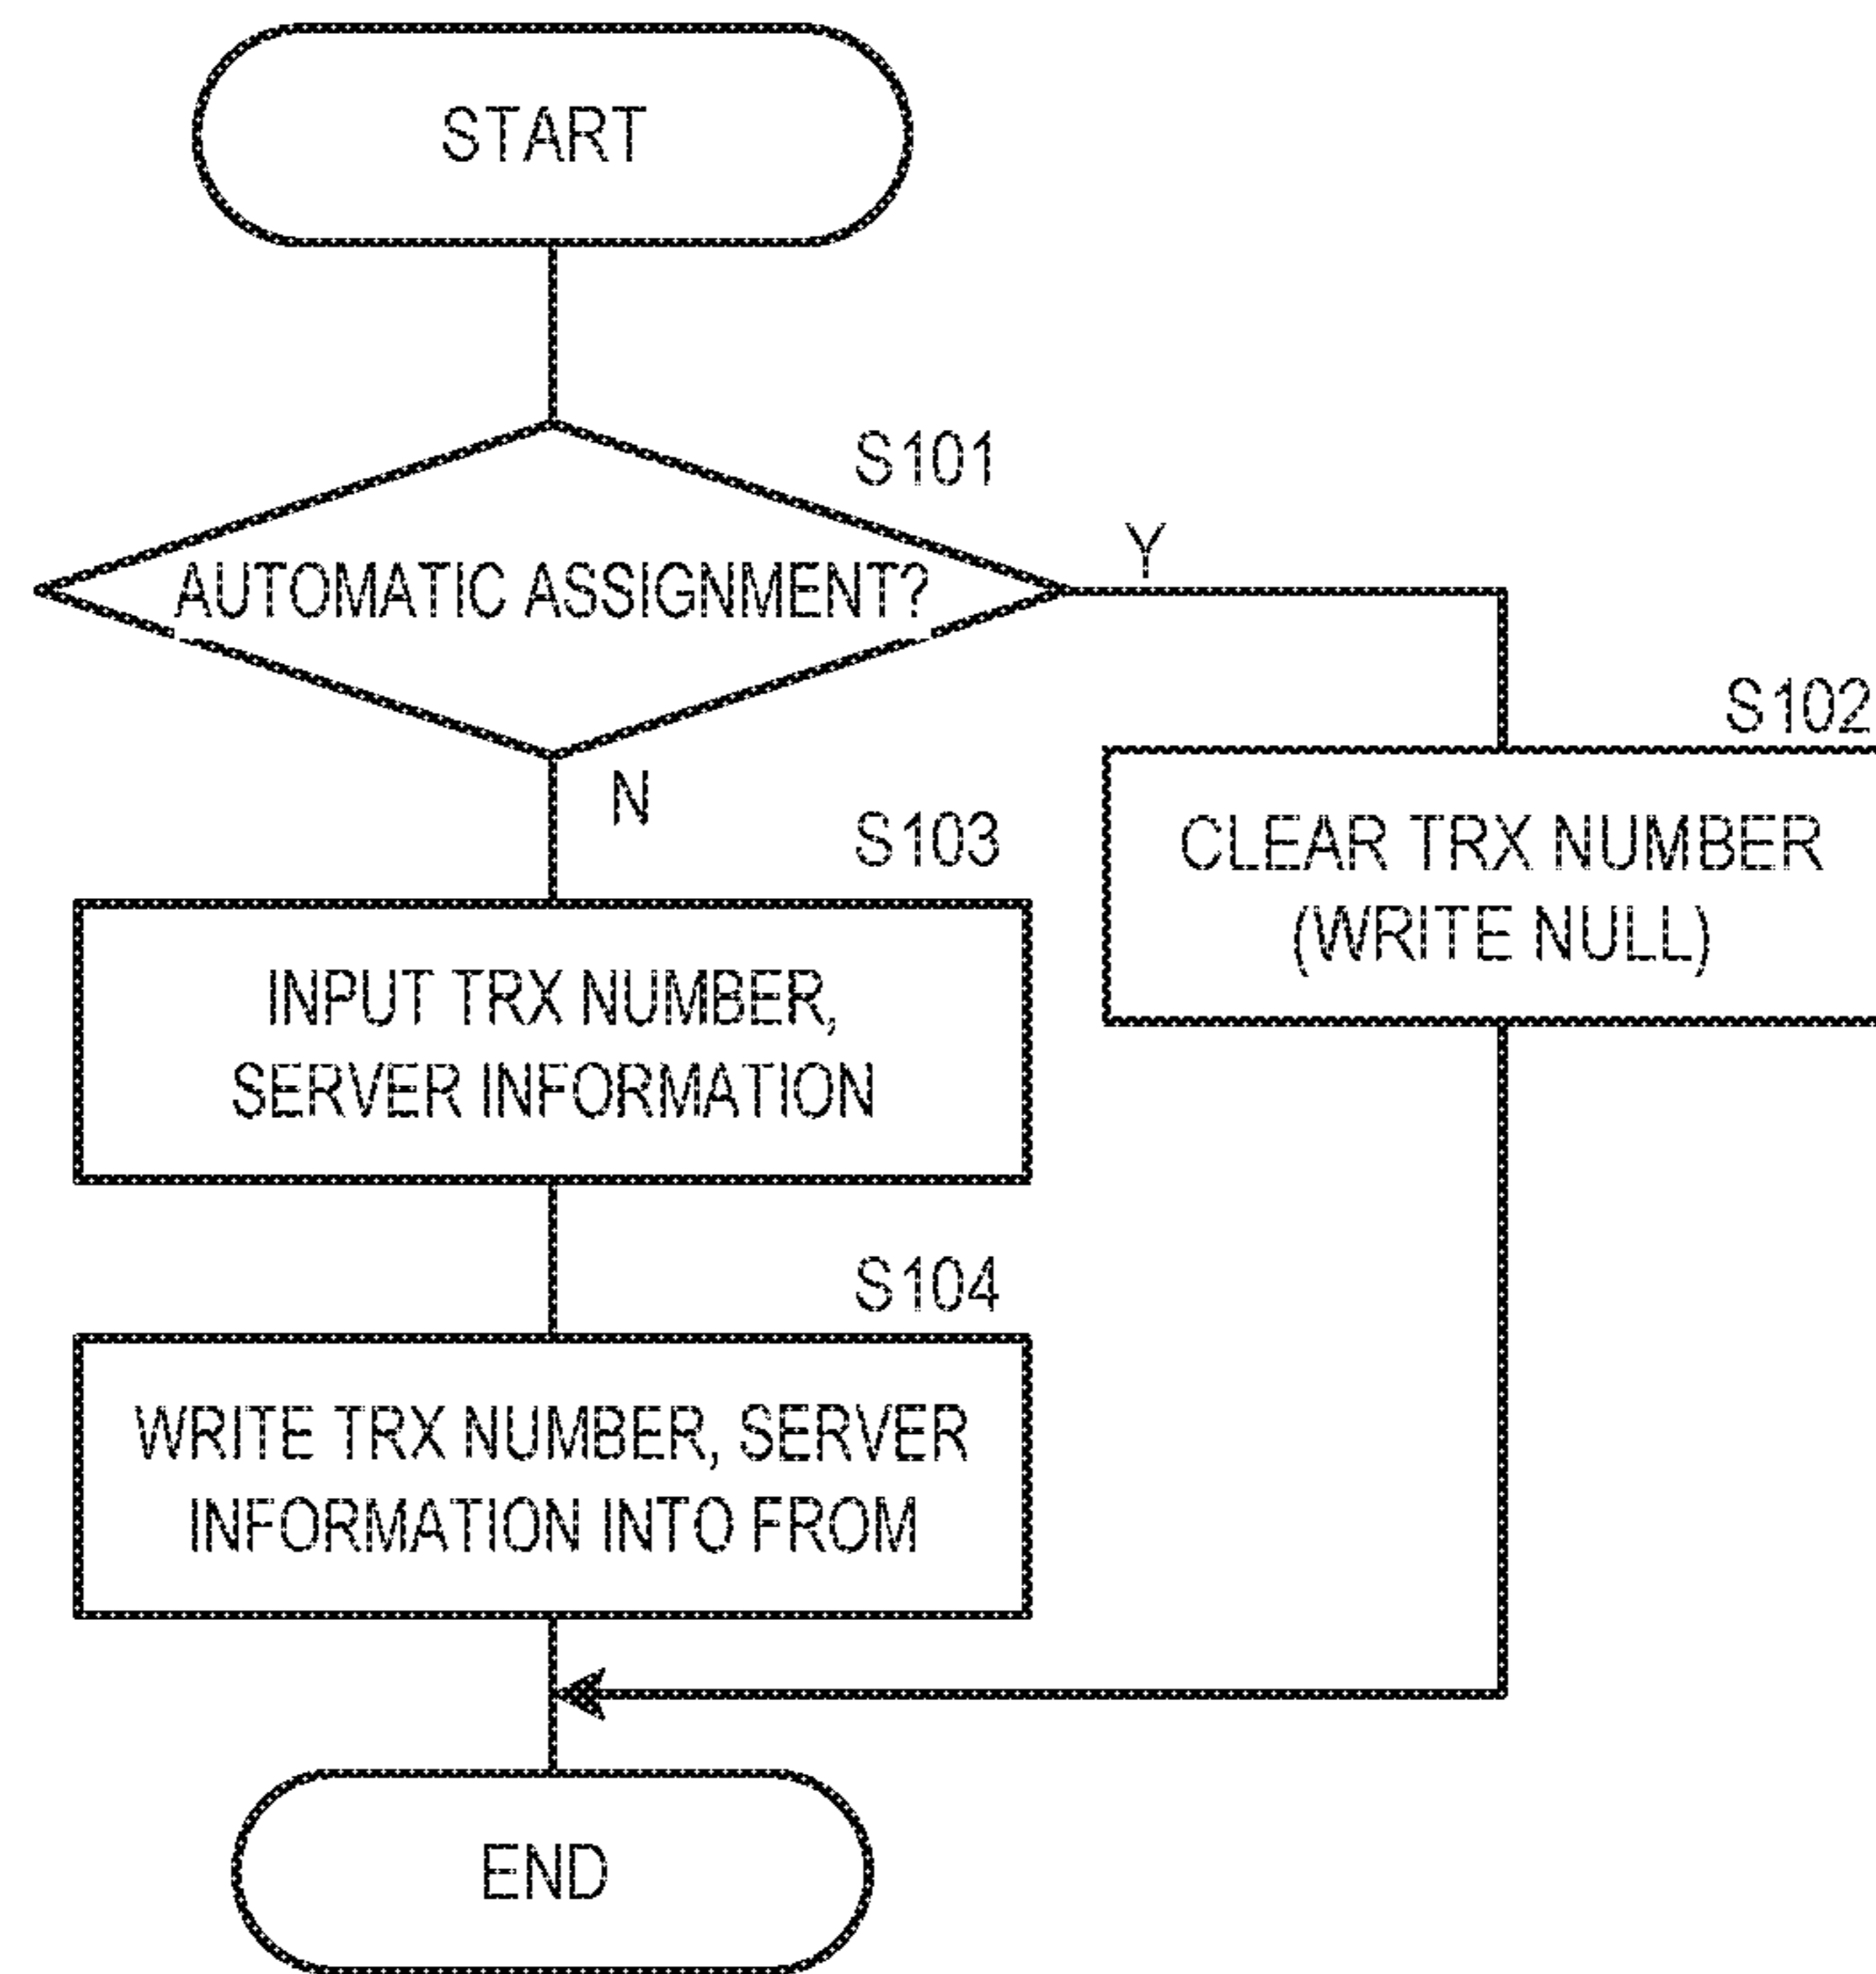 START
S101
AUTOMATIC ASSIGNMENT?
Y
N
S102
CLEAR TRX NUMBER
(WRITE NULL)
S103
INPUT TRX NUMBER,
SERVER INFORMATION
S104
WRITE TRX NUMBER, SERVER
INFORMATION INTO FROM
END